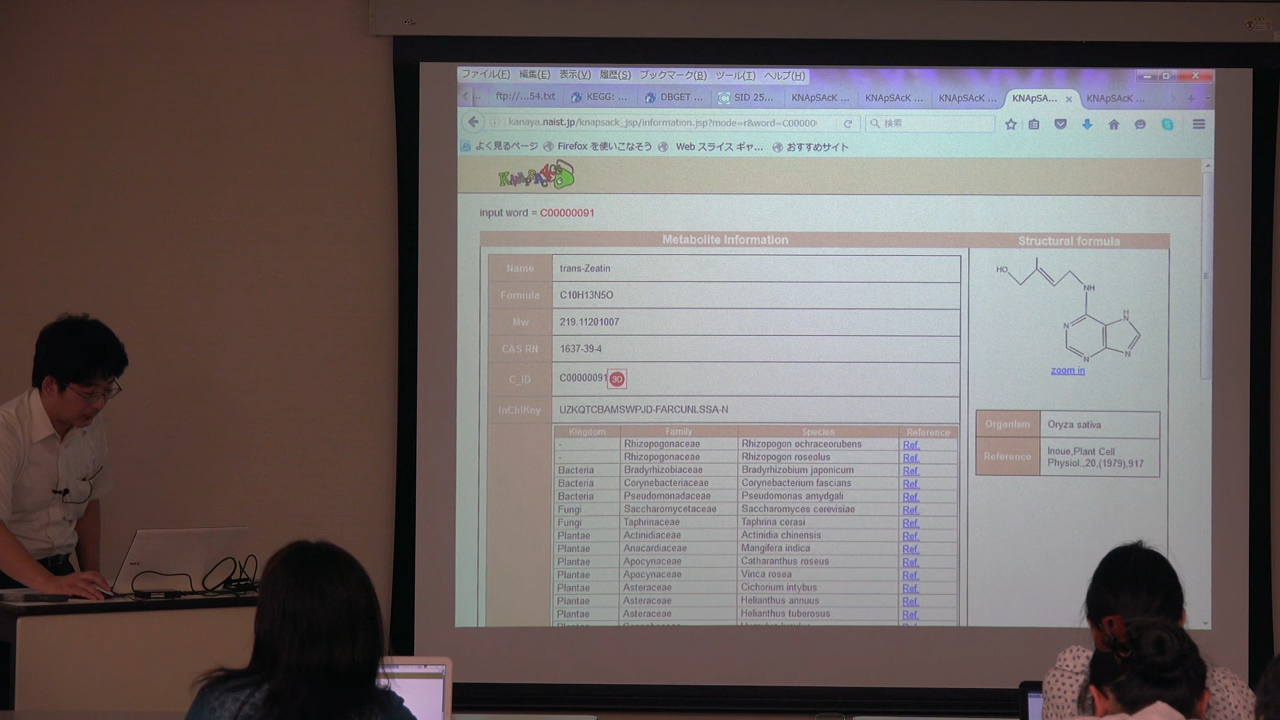 ファイル(F) 編集(E) 表示(V) 履歴(S) ブックマーク(B) ツール(T) ヘルプ(H)
ftp://...54.txt KEGG: ... DBGET ... SID 25... KNApSAcK ... KNApSAcK ... KNApSAcK ... KNApSA... × KNApSAcK ...
kanaya.naist.jp/knapsack_jsp/information.jsp?mode=r&word=C00000 検索
よく見るページ Firefox を使いこなそう Web スライス ギャ... おすすめサイト
KNApSAcK
input word = C00000091
Metabolite Information Structural formula
Name trans-Zeatin
Formula C10H13N5O
Mw 219.11201007
CAS RN 1637-39-4
C_ID C00000091 3D
InChIKey UZKQTCBAMSWPJD-FARCUNLSSA-N
Kingdom Family Species Reference
- Rhizopogonaceae Rhizopogon ochraceorubens Ref.
- Rhizopogonaceae Rhizopogon roseolus Ref.
Bacteria Bradyrhizobiaceae Bradyrhizobium japonicum Ref.
Bacteria Corynebacteriaceae Corynebacterium fascians Ref.
Bacteria Pseudomonadaceae Pseudomonas amydgali Ref.
Fungi Saccharomycetaceae Saccharomyces cerevisiae Ref.
Fungi Taphrinaceae Taphrina cerasi Ref.
Plantae Actinidiaceae Actinidia chinensis Ref.
Plantae Anacardiaceae Mangifera indica Ref.
Plantae Apocynaceae Catharanthus roseus Ref.
Plantae Apocynaceae Vinca rosea Ref.
Plantae Asteraceae Cichorium intybus Ref.
Plantae Asteraceae Helianthus annuus Ref.
Plantae Asteraceae Helianthus tuberosus Ref.
HO
NH
H
N
N
N
N
zoom in
Organism Oryza sativa
Reference Inoue,Plant Cell
Physiol.,20,(1979),917